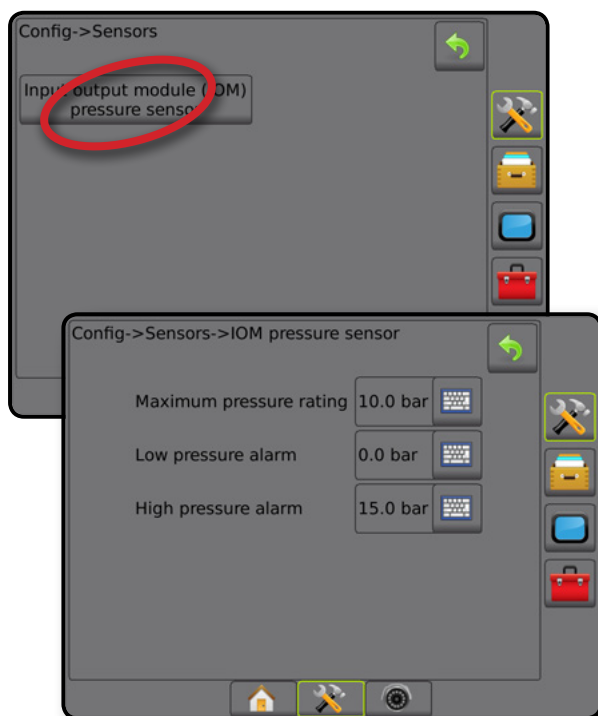 Config->Sensors
Input output module (IOM)
pressure sensor
Config->Sensors->IOM pressure sensor
Maximum pressure rating 10.0 bar
Low pressure alarm 0.0 bar
High pressure alarm 15.0 bar